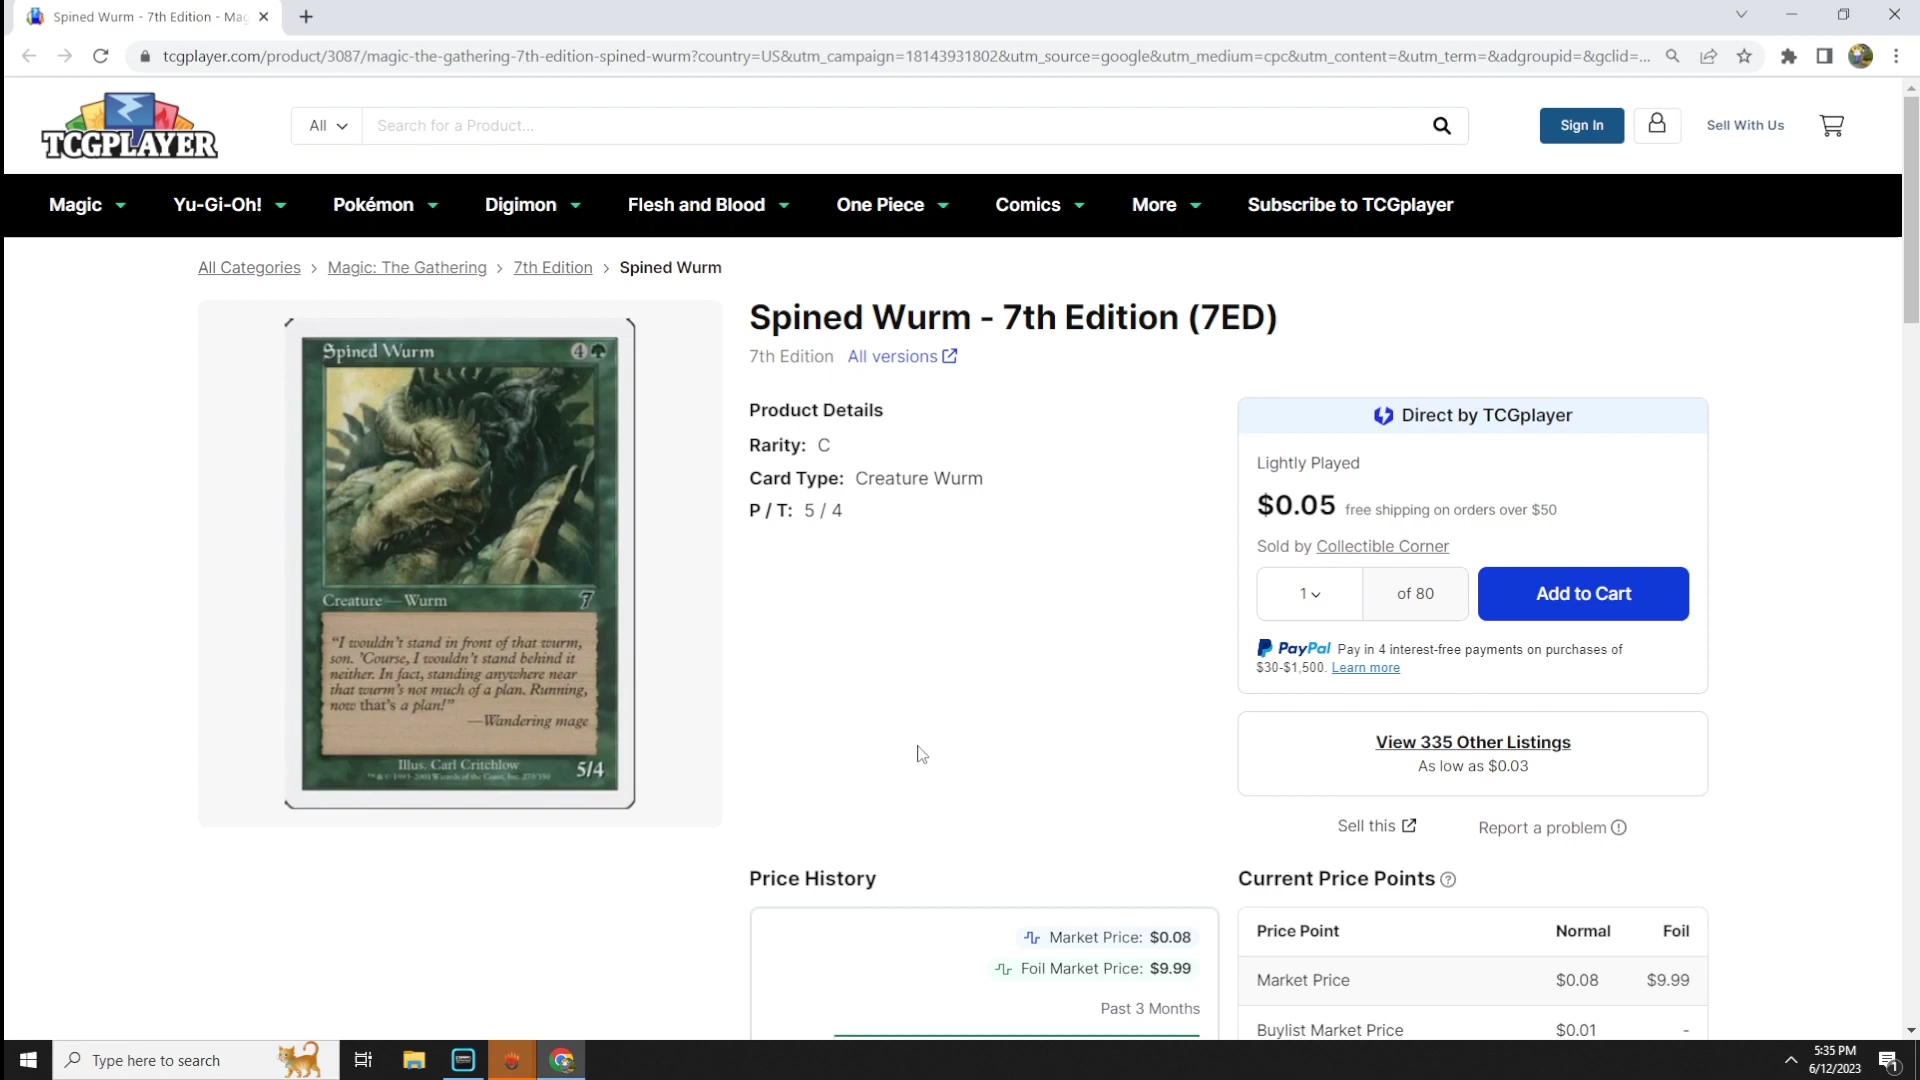 Spined Wurm - 7th Edition - Mag
tcgplayer.com/product/3087/magic-the-gathering-7th-edition-spined-wurm?country=US&utm_campaign=18143931802&utm_source=google&utm_medium=cpc&utm_content=&utm_term=&adgroupid=&gclid=...
TCGPLAYER
All
Search for a Product...
Sign In
Sell With Us
Magic
Yu-Gi-Oh!
Pokémon
Digimon
Flesh and Blood
One Piece
Comics
More
Subscribe to TCGplayer
All Categories > Magic: The Gathering > 7th Edition > Spined Wurm
Spined Wurm
4
Creature — Wurm
7
"I wouldn't stand in front of that wurm,
son. 'Course, I wouldn't stand behind it
neither. In fact, standing anywhere near
that wurm's not much of a plan. Running,
now that's a plan!"
—Wandering mage
Illus. Carl Critchlow
5/4
Spined Wurm - 7th Edition (7ED)
7th Edition All versions
Product Details
Rarity: C
Card Type: Creature Wurm
P / T: 5 / 4
Direct by TCGplayer
Lightly Played
$0.05 free shipping on orders over $50
Sold by Collectible Corner
1 of 80
Add to Cart
PayPal Pay in 4 interest-free payments on purchases of
$30-$1,500. Learn more
View 335 Other Listings
As low as $0.03
Sell this
Report a problem
Price History
Market Price: $0.08
Foil Market Price: $9.99
Past 3 Months
Current Price Points
Price Point Normal Foil
Market Price $0.08 $9.99
Buylist Market Price $0.01 -
Type here to search
5:35 PM
6/12/2023
1